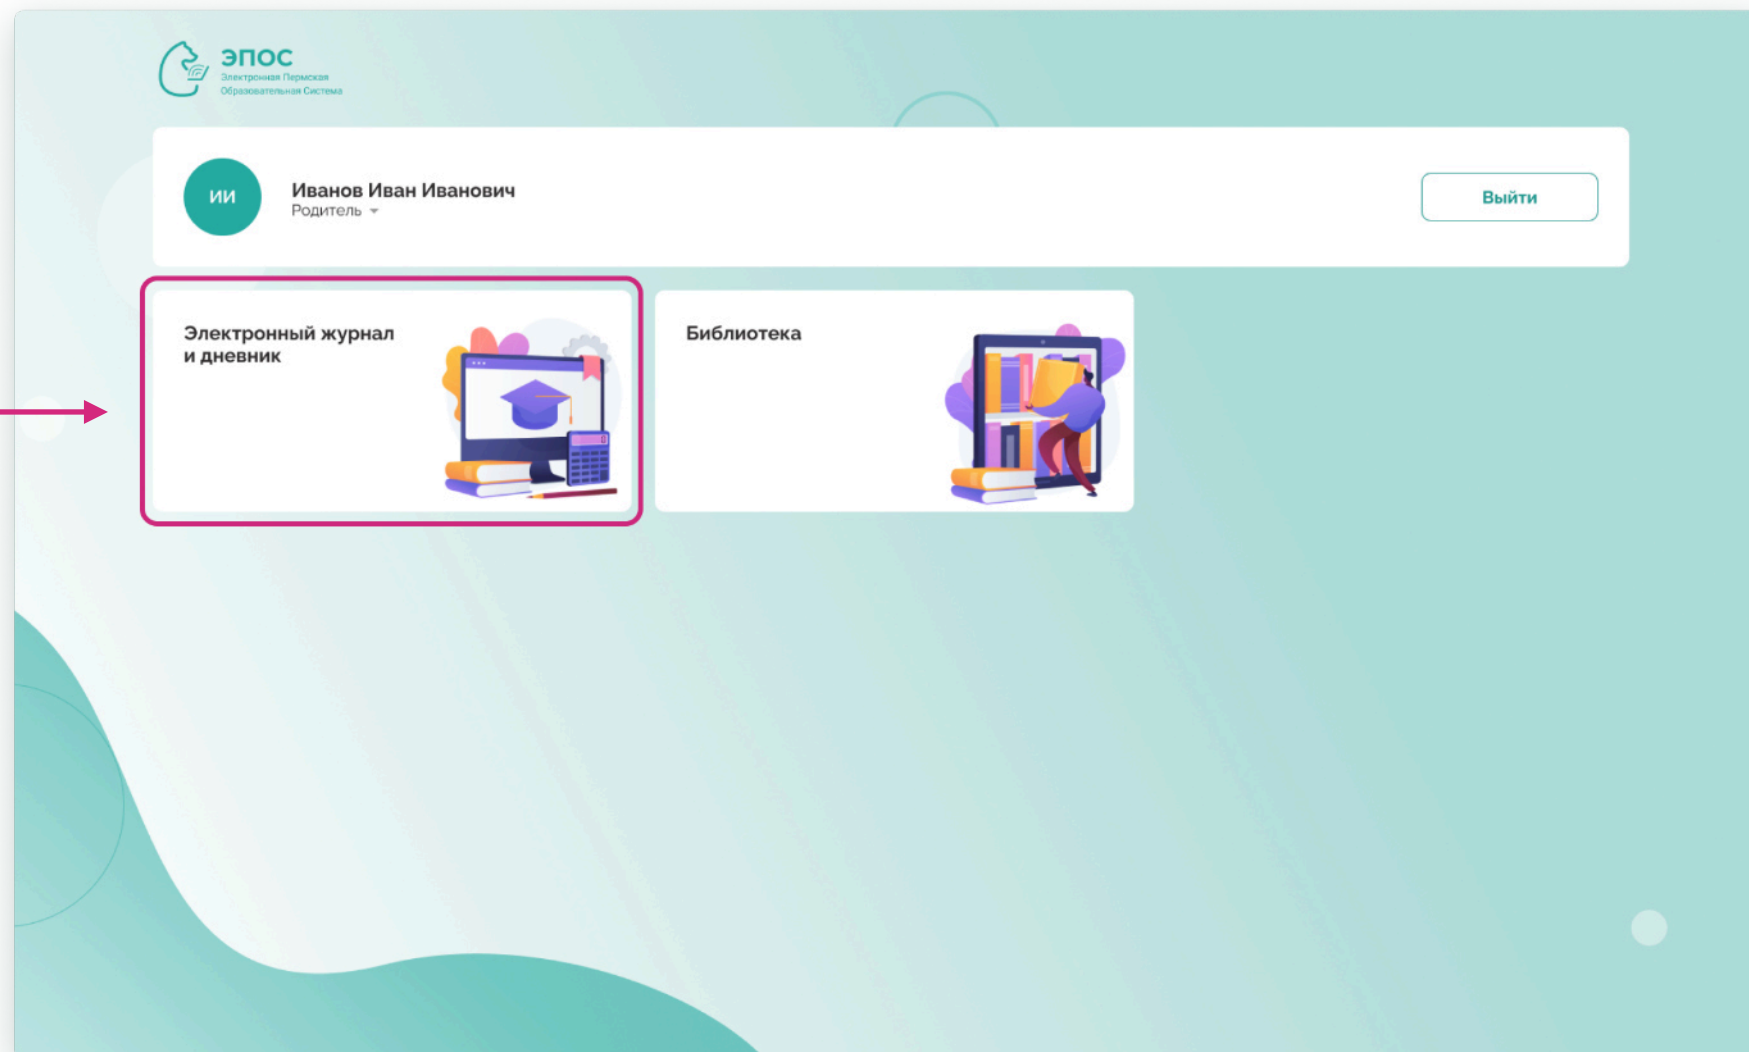 ЭПОС
Электронная Пермская
Образовательная Система
ИИ
Иванов Иван Иванович
Родитель
Выйти
Электронный журнал
и дневник
Библиотека